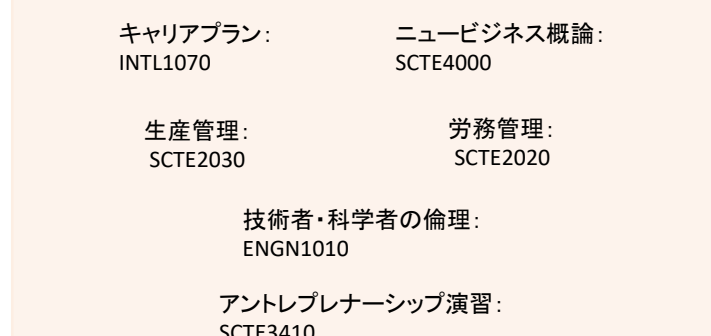 キャリアプラン：
ニュービジネス概論：
INTL1070
SCTE4000
生産管理：
労務管理：
SCTE2030
SCTE2020
技術者・科学者の倫理：
ENGN1010
アントレプレナーシップ演習：
SCTE3410